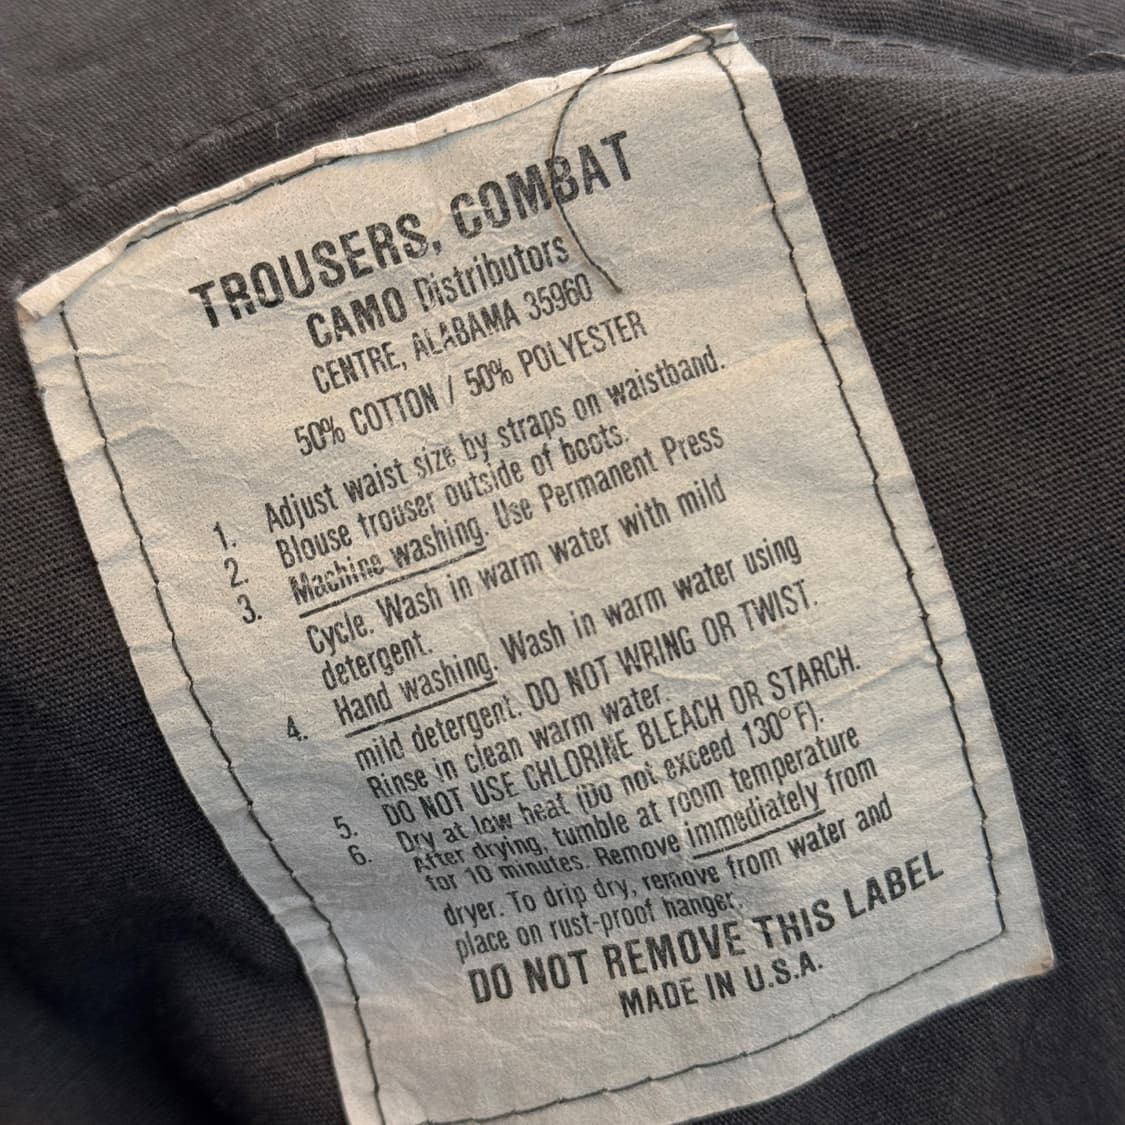 TROUSERS, COMBAT
CAMO Distributors
CENTRE, ALABAMA 35960
50% COTTON / 50% POLYESTER
1. Adjust waist size by straps on waistband.
2. Blouse trouser outside of boots.
3. Machine washing. Use Permanent Press
Cycle. Wash in warm water with mild
detergent.
4. Hand washing. Wash in warm water using
mild detergent. DO NOT WRING OR TWIST.
Rinse in clean warm water.
5. DO NOT USE CHLORINE BLEACH OR STARCH.
6. Dry at low heat (Do not exceed 130°F).
After drying, tumble at room temperature
for 10 minutes. Remove immediately from
dryer. To drip dry, remove from water and
place on rust-proof hanger.
DO NOT REMOVE THIS LABEL
MADE IN U.S.A.